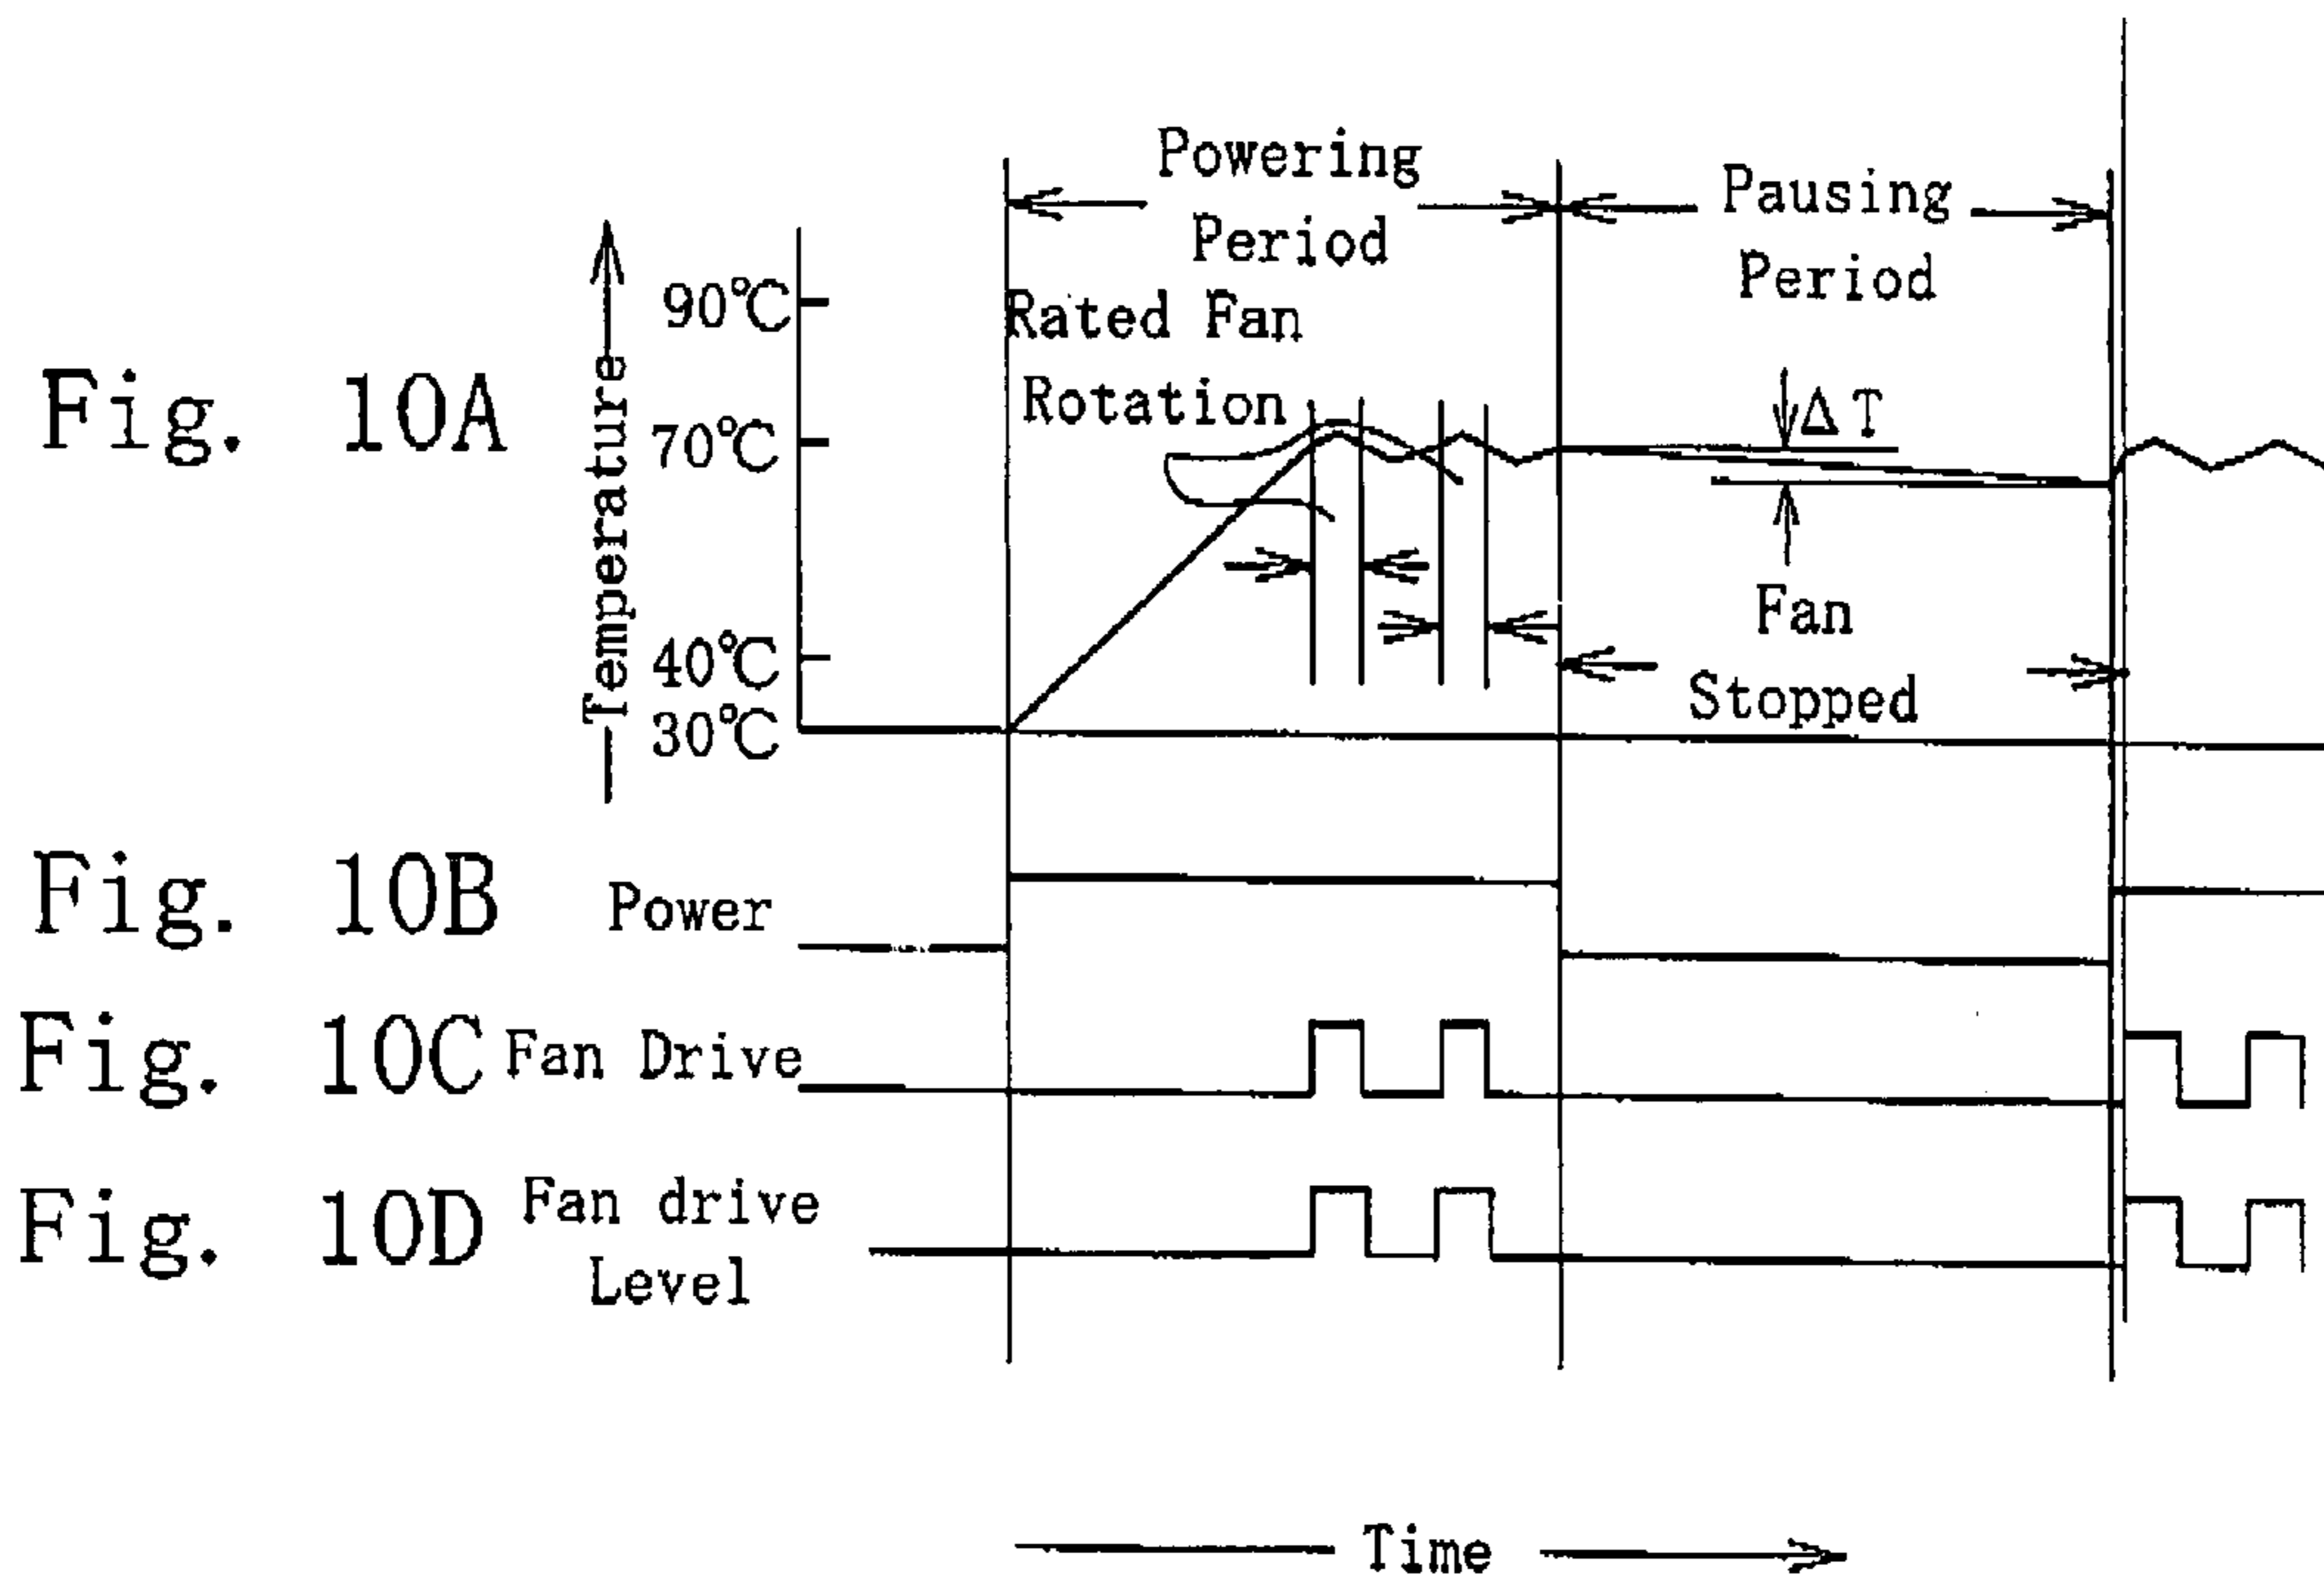 Powering
Period
Pausing
Period
Rated Fan
Rotation
Fig. 10A
Temperature
90℃
70℃
40℃
30℃
ΔT
Fan
Stopped
Fig. 10B
Power
Fig. 10C
Fan Drive
Fig. 10D
Fan drive
Level
Time